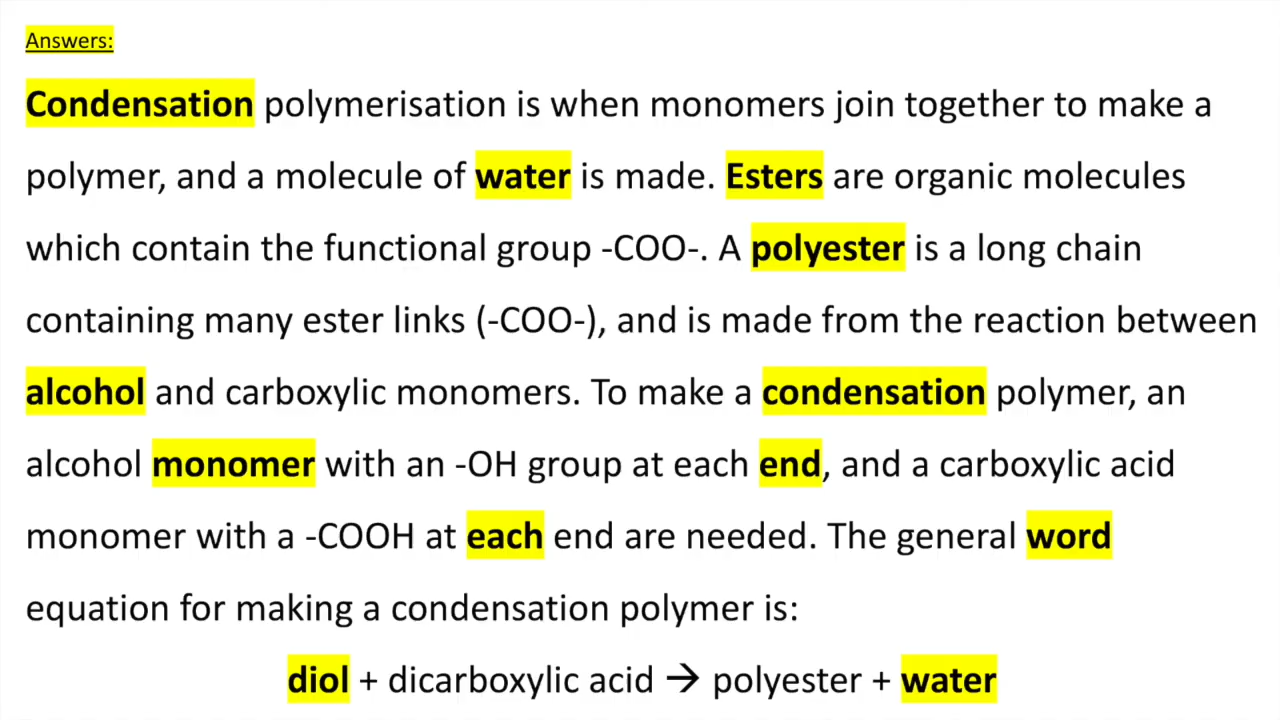 Answers:
Condensation polymerisation is when monomers join together to make a
polymer, and a molecule of water is made. Esters are organic molecules
which contain the functional group -COO-. A polyester is a long chain
containing many ester links (-COO-), and is made from the reaction between
alcohol and carboxylic monomers. To make a condensation polymer, an
alcohol monomer with an -OH group at each end, and a carboxylic acid
monomer with a -COOH at each end are needed. The general word
equation for making a condensation polymer is:
diol + dicarboxylic acid → polyester + water